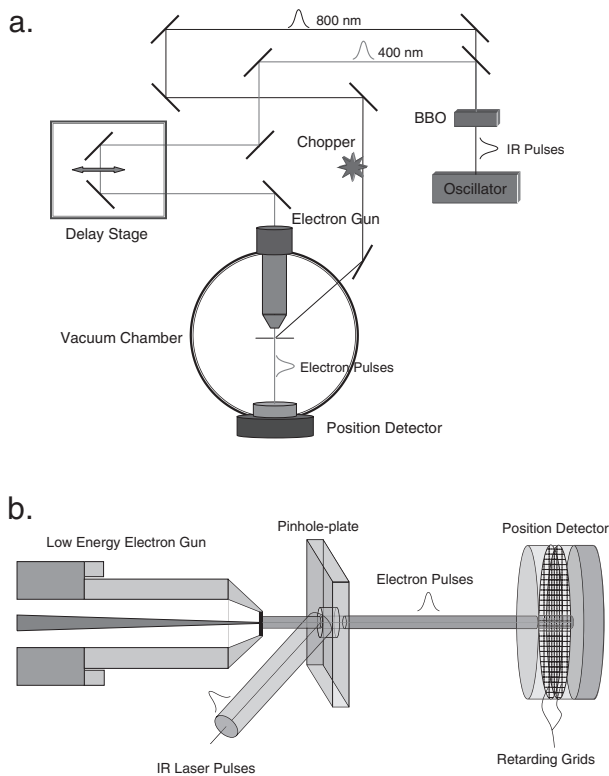 a.
800 nm
400 nm
BBO
Chopper
IR Pulses
Oscillator
Electron Gun
Delay Stage
Vacuum Chamber
Electron Pulses
Position Detector
b.
Pinhole-plate
Position Detector
Low Energy Electron Gun
Electron Pulses
IR Laser Pulses
Retarding Grids